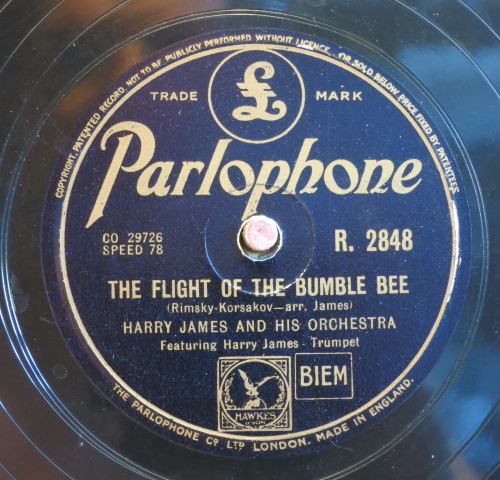 COPYRIGHT. PATENTED RECORD NOT TO BE PUBLICLY PERFORMED WITHOUT LICENCE, OR SOLD BELOW PRICE FIXED BY PATENTEES.
TRADE £ MARK
Parlophone
CO 29726
SPEED 78
R. 2848
THE FLIGHT OF THE BUMBLE BEE
(Rimsky-Korsakov—arr. James)
HARRY JAMES AND HIS ORCHESTRA
Featuring Harry James - Trumpet
HAWKES
& SON
BIEM
THE PARLOPHONE Co LTD LONDON. MADE IN ENGLAND.